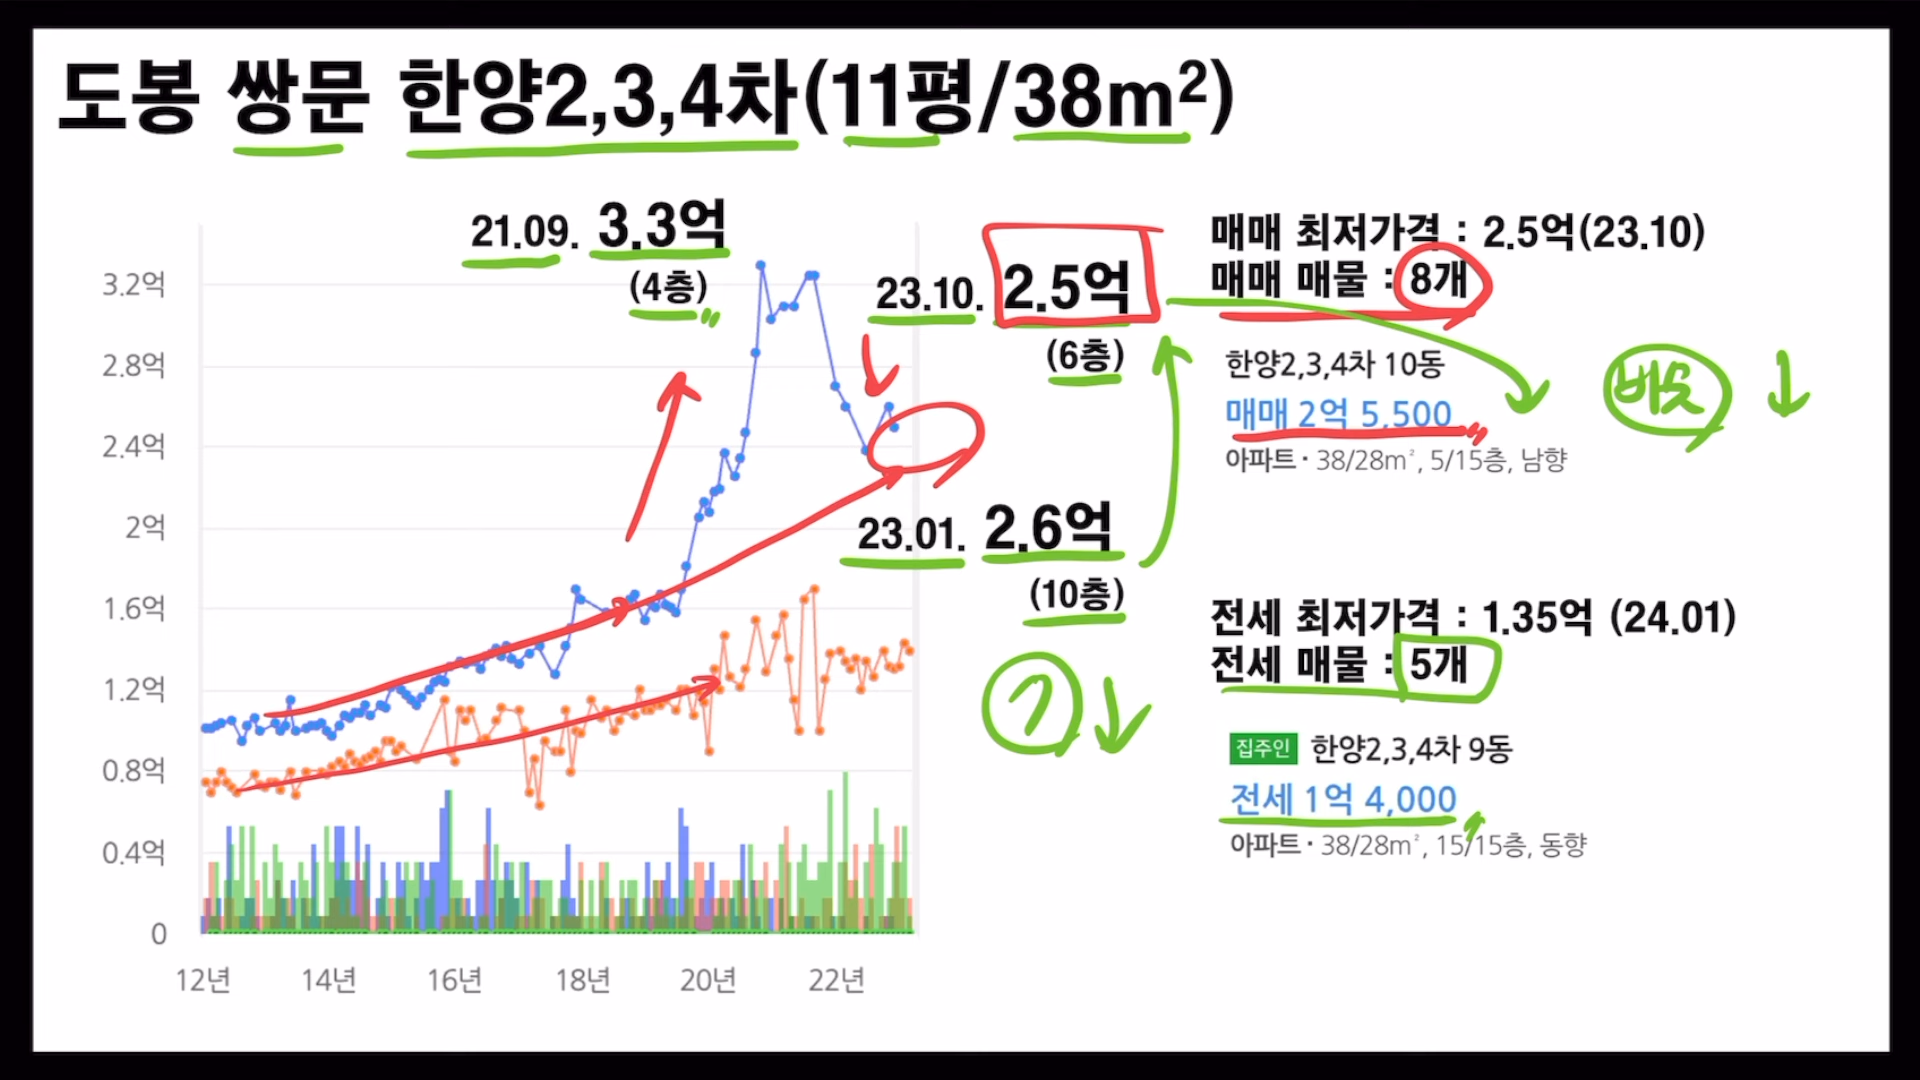 도봉 쌍문 한양2,3,4차(11평/38m²)
21.09. 3.3억
(4층)
23.10. 2.5억
(6층)
23.01. 2.6억
(10층)
3.2억
2.8억
2.4억
2억
1.6억
1.2억
0.8억
0.4억
0
12년
14년
16년
18년
20년
22년
매매 최저가격 : 2.5억(23.10)
매매 매물 : 8개
한양2,3,4차 10동
매매 2억 5,500
아파트 · 38/28m², 5/15층, 남향
전세 최저가격 : 1.35억 (24.01)
전세 매물 : 5개
집주인 한양2,3,4차 9동
전세 1억 4,000
아파트 · 38/28m², 15/15층, 동향